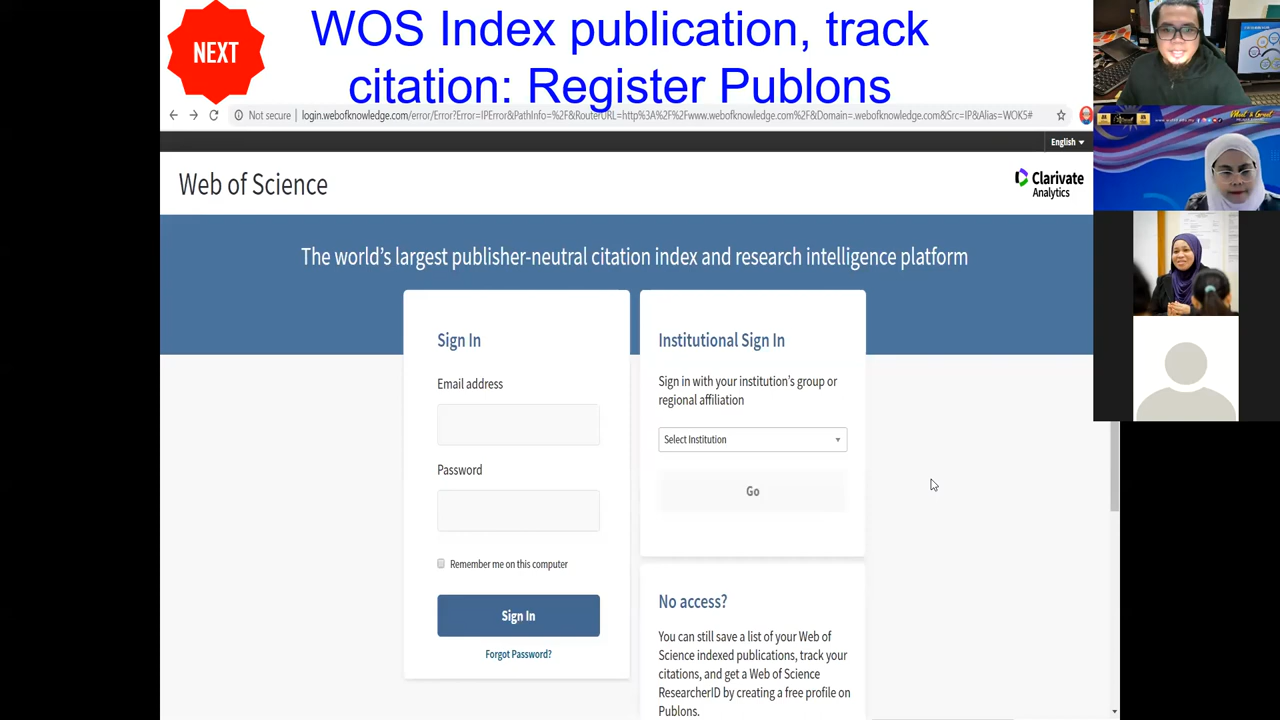 NEXT
WOS Index publication, track
citation: Register Publons
Not secure
login.webofknowledge.com/error/Error?Error=IPError&PathInfo=%2F&RouterURL=http%3A%2F%2Fwww.webofknowledge.com%2F&Domain=.webofknowledge.com&Src=IP&Alias=WOK5#
English
Web of Science
Clarivate
Analytics
The world's largest publisher-neutral citation index and research intelligence platform
Sign In
Email address
Password
Remember me on this computer
Sign In
Forgot Password?
Institutional Sign In
Sign in with your institution's group or
regional affiliation
Select Institution
Go
No access?
You can still save a list of your Web of
Science indexed publications, track your
citations, and get a Web of Science
ResearcherID by creating a free profile on
Publons.